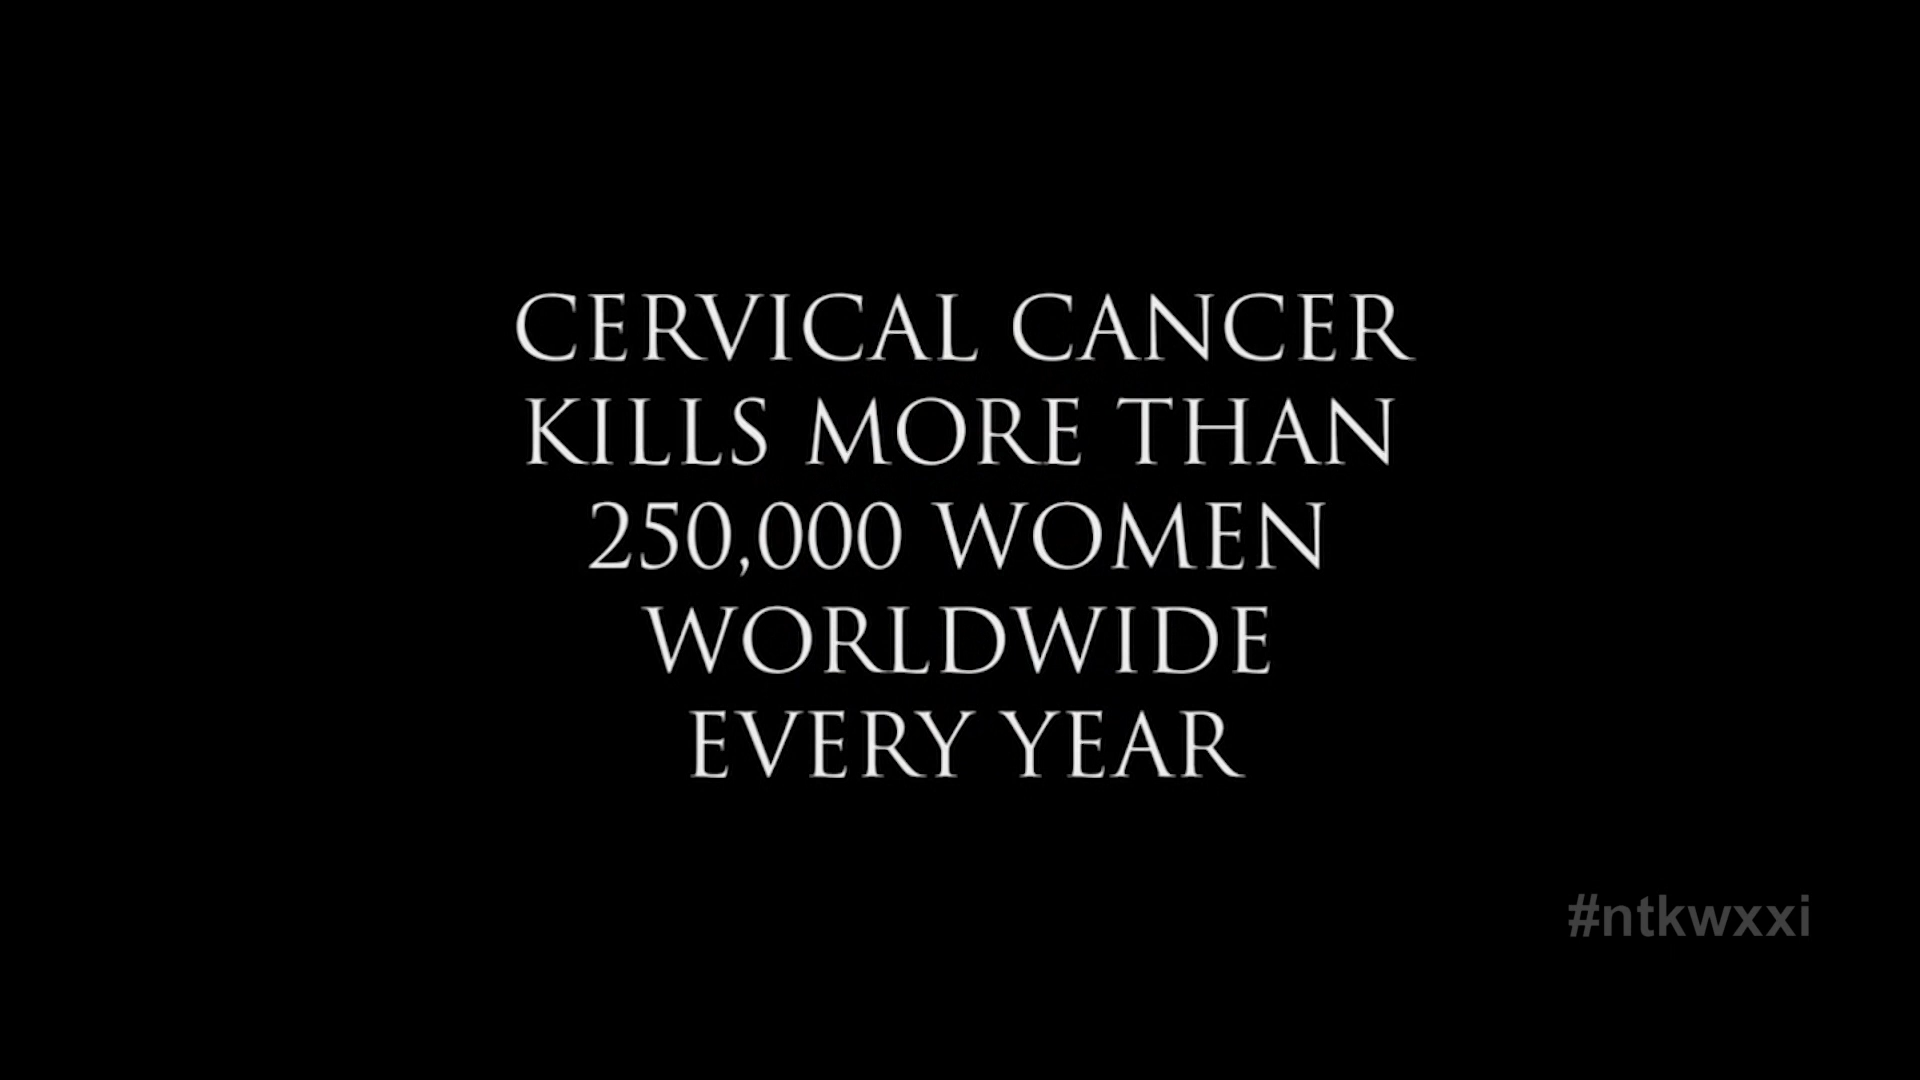 CERVICAL CANCER
KILLS MORE THAN
250,000 WOMEN
WORLDWIDE
EVERY YEAR
#ntkwxxi